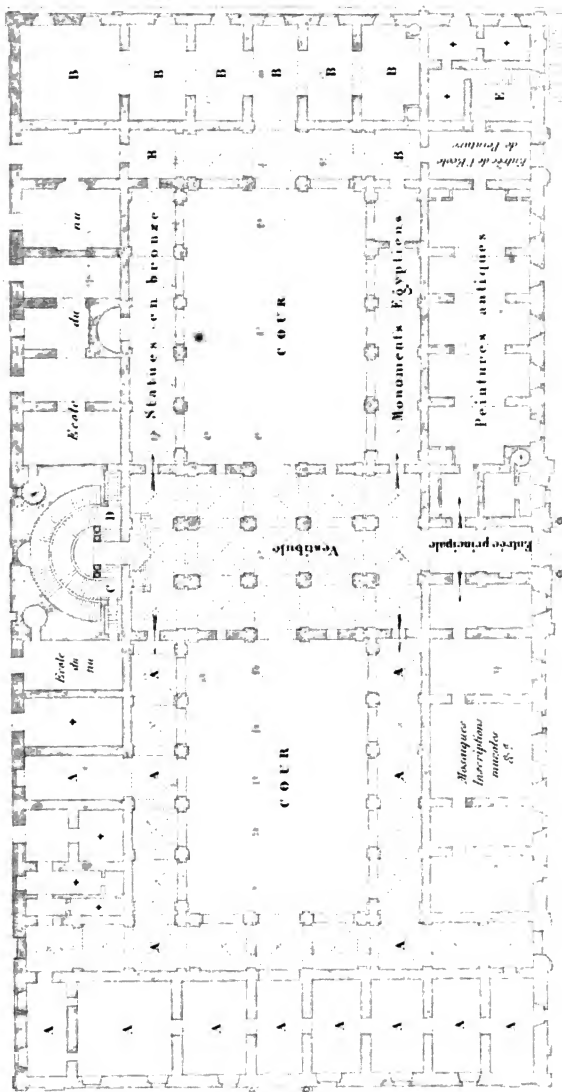 A
A
A
Ecole
du
nu
Ecole du nu
B
C
D
A
A
A
A
Statues en bronze
B
B
A
B
A
COUR
Vestibule
COUR
B
A
B
A
A
A
A
A
Monuments Egyptiens
B
B
A
Mosaïques
Inscriptions
murales
Entrée principale
Peintures antiques
Entrée de l'Ecole
de Peinture
E
A